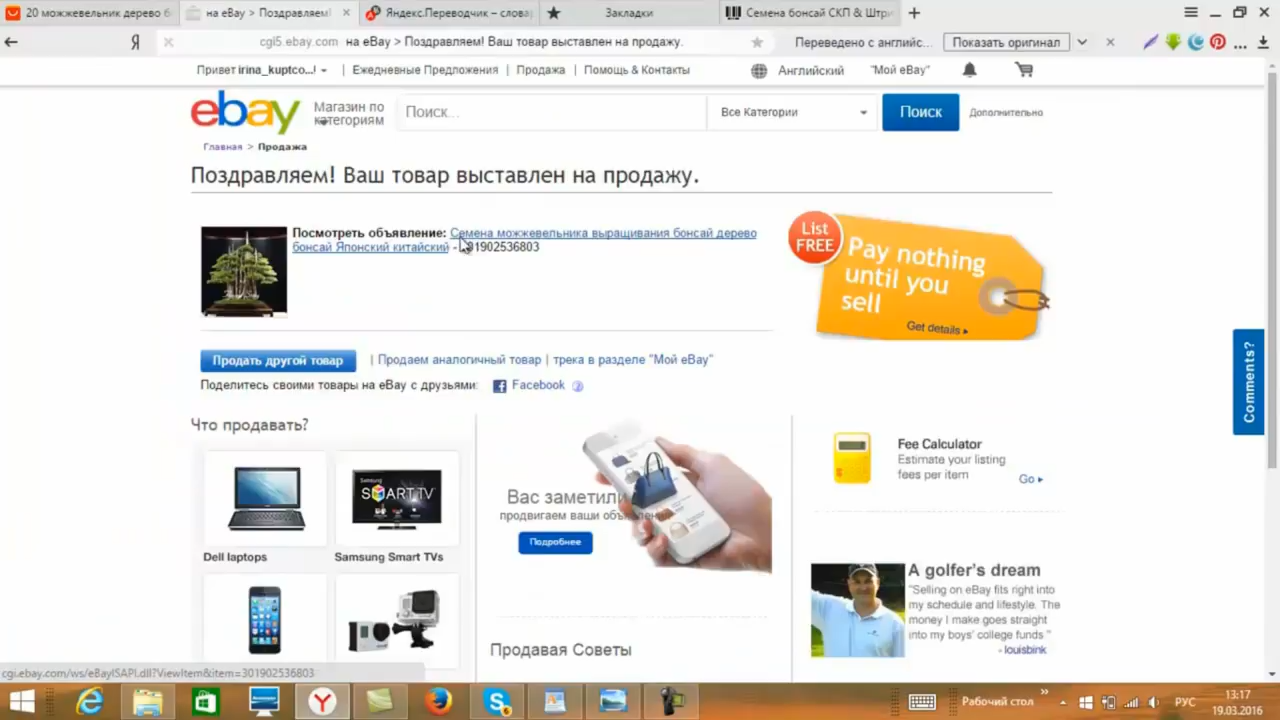 20 можжевельник дерево б
на eBay > Поздравляем!
Яндекс.Переводчик – слова
Закладки
Семена бонсай СКП & Штри
Я
cgi5.ebay.com на eBay > Поздравляем! Ваш товар выставлен на продажу.
Переведено с английс...
Показать оригинал
Привет irina_kuptco...!
Ежедневные Предложения
Продажа
Помощь & Контакты
Английский
"Мой eBay"
ebay
Магазин по
категориям
Поиск...
Все Категории
Поиск
Дополнительно
Главная > Продажа
Поздравляем! Ваш товар выставлен на продажу.
Посмотреть объявление: Семена можжевельника выращивания бонсай дерево
бонсай Японский китайский - 301902536803
List
FREE
Pay nothing
until you
sell
Get details
Продать другой товар | Продаем аналогичный товар | трека в разделе "Мой eBay"
Поделитесь своими товары на eBay с друзьями: Facebook
Comments?
Что продавать?
SAMSUNG
SMART TV
Dell laptops
Samsung Smart TVs
Вас заметили
продвигаем ваши объявления
Подробнее
Продавая Советы
Fee Calculator
Estimate your listing
fees per item
Go
A golfer's dream
"Selling on eBay fits right into
my schedule and lifestyle. The
money I make goes straight
into my boys' college funds."
- louisbink
cgi.ebay.com/ws/eBayISAPI.dll?ViewItem&item=301902536803
Рабочий стол
РУС
13:17
19.03.2016